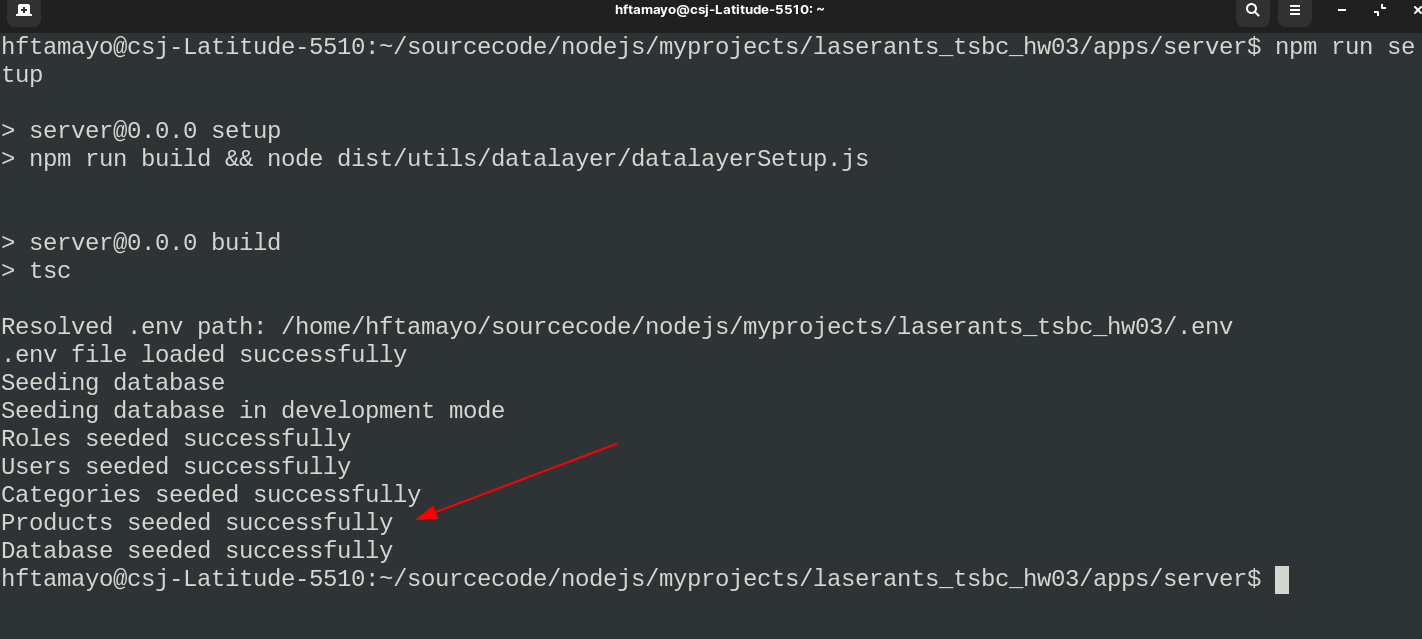 hftamayo@csj-Latitude-5510: ~
hftamayo@csj-Latitude-5510:~/sourcecode/nodejs/myprojects/laserants_tsbc_hw03/apps/server$ npm run se
tup
> server@0.0.0 setup
> npm run build && node dist/utils/datalayer/datalayerSetup.js
> server@0.0.0 build
> tsc
Resolved .env path: /home/hftamayo/sourcecode/nodejs/myprojects/laserants_tsbc_hw03/.env
.env file loaded successfully
Seeding database
Seeding database in development mode
Roles seeded successfully
Users seeded successfully
Categories seeded successfully
Products seeded successfully
Database seeded successfully
hftamayo@csj-Latitude-5510:~/sourcecode/nodejs/myprojects/laserants_tsbc_hw03/apps/server$